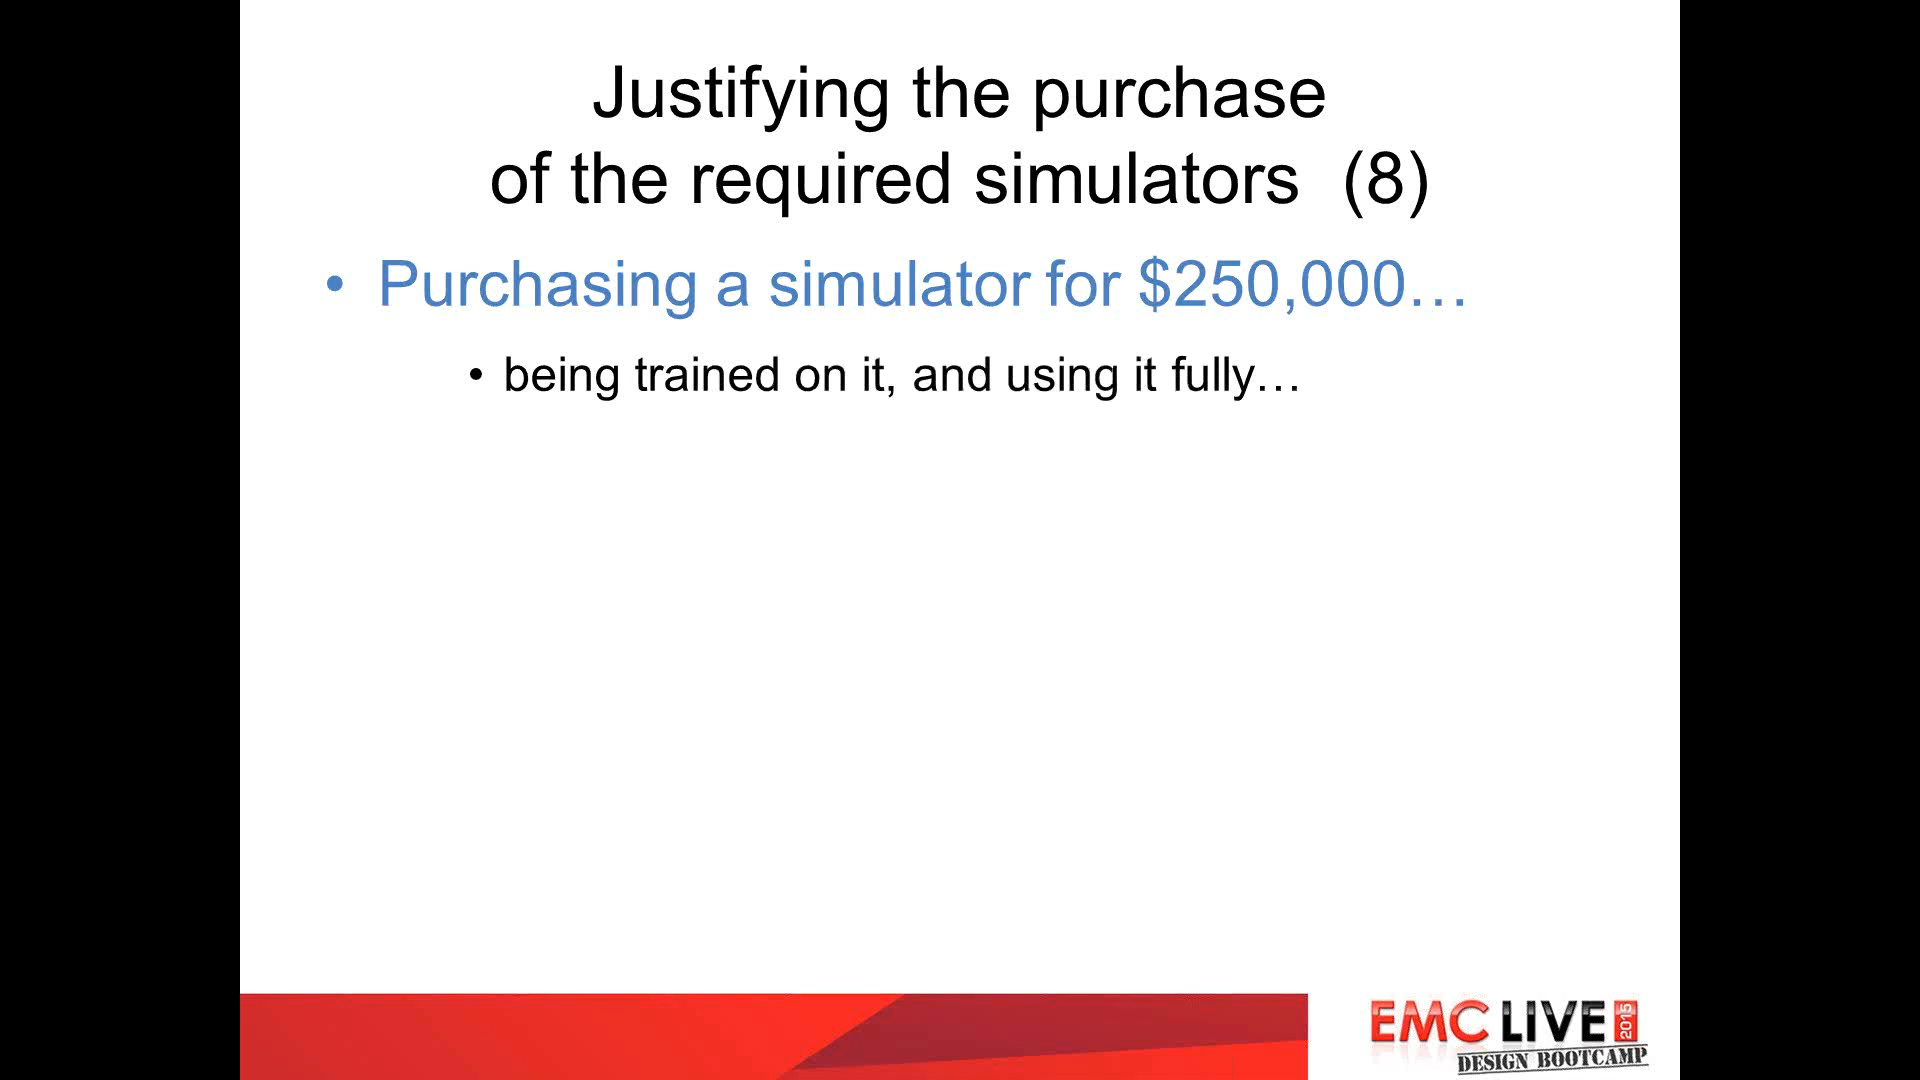 Justifying the purchase
of the required simulators (8)
• Purchasing a simulator for $250,000…
• being trained on it, and using it fully…
EMC LIVE 2015
DESIGN BOOTCAMP